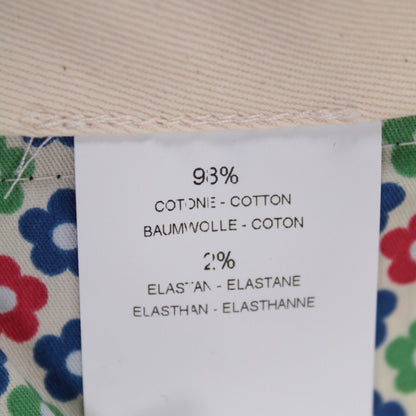 98%
COTONE - COTTON
BAUMWOLLE - COTON
2%
ELASTAN - ELASTANE
ELASTHAN - ELASTHANNE